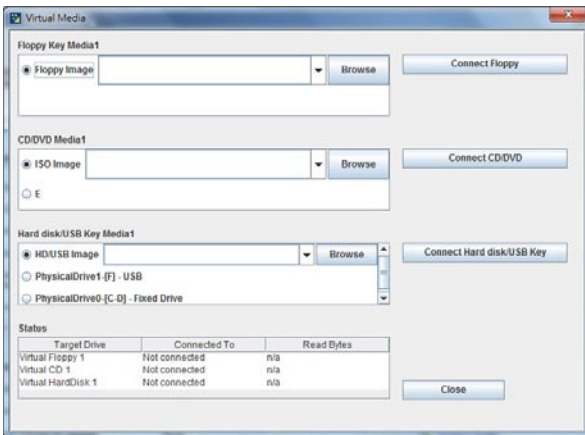 Virtual Media
Floppy Key Media1
Floppy Image Browse Connect Floppy
CD/DVD Media1
ISO Image Browse Connect CD/DVD
E
Hard disk/USB Key Media1
HD/USB Image Browse Connect Hard disk/USB Key
PhysicalDrive1-[F] - USB
PhysicalDrive0-[C-D] - Fixed Drive
Status
Target Drive Connected To Read Bytes
Virtual Floppy 1 Not connected n/a
Virtual CD 1 Not connected n/a
Virtual HardDisk 1 Not connected n/a
Close